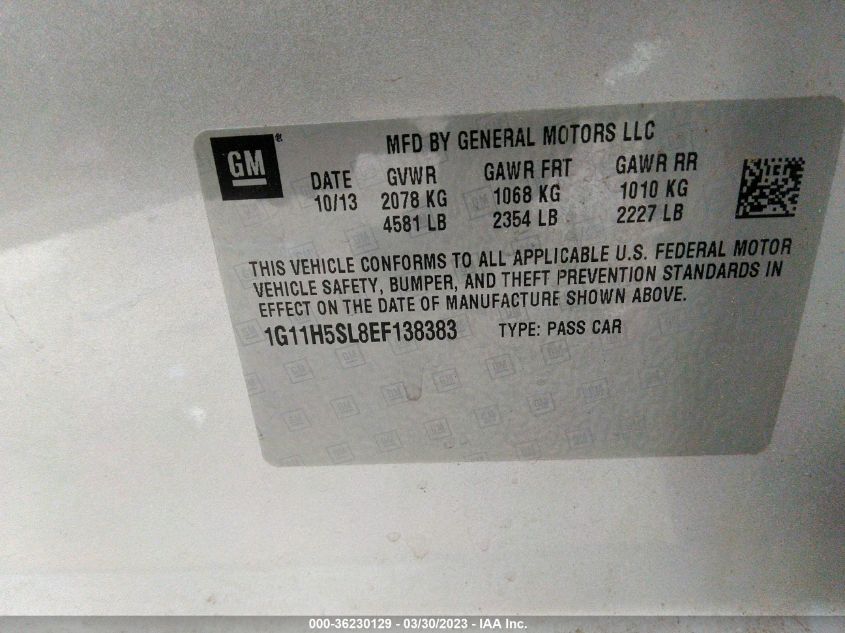 GM
MFD BY GENERAL MOTORS LLC
DATE GVWR GAWR FRT GAWR RR
10/13 2078 KG 1068 KG 1010 KG
4581 LB 2354 LB 2227 LB
THIS VEHICLE CONFORMS TO ALL APPLICABLE U.S. FEDERAL MOTOR
VEHICLE SAFETY, BUMPER, AND THEFT PREVENTION STANDARDS IN
EFFECT ON THE DATE OF MANUFACTURE SHOWN ABOVE.
1G11H5SL8EF138383 TYPE: PASS CAR
000-36230129 - 03/30/2023 - IAA Inc.